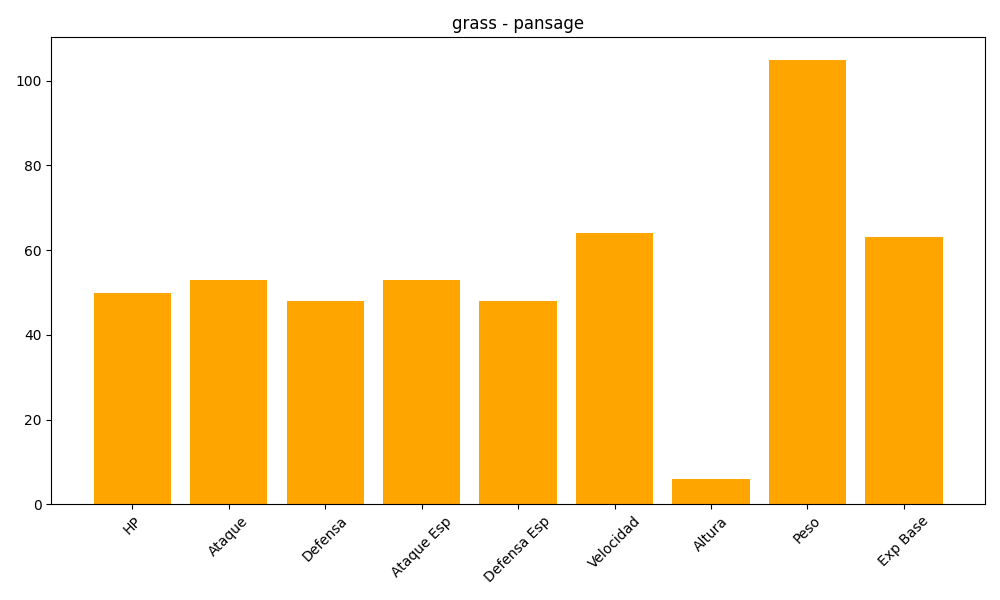 grass - pansage
100
80
60
40
20
0
HP
Ataque
Defensa
Ataque Esp
Defensa Esp
Velocidad
Altura
Peso
Exp Base